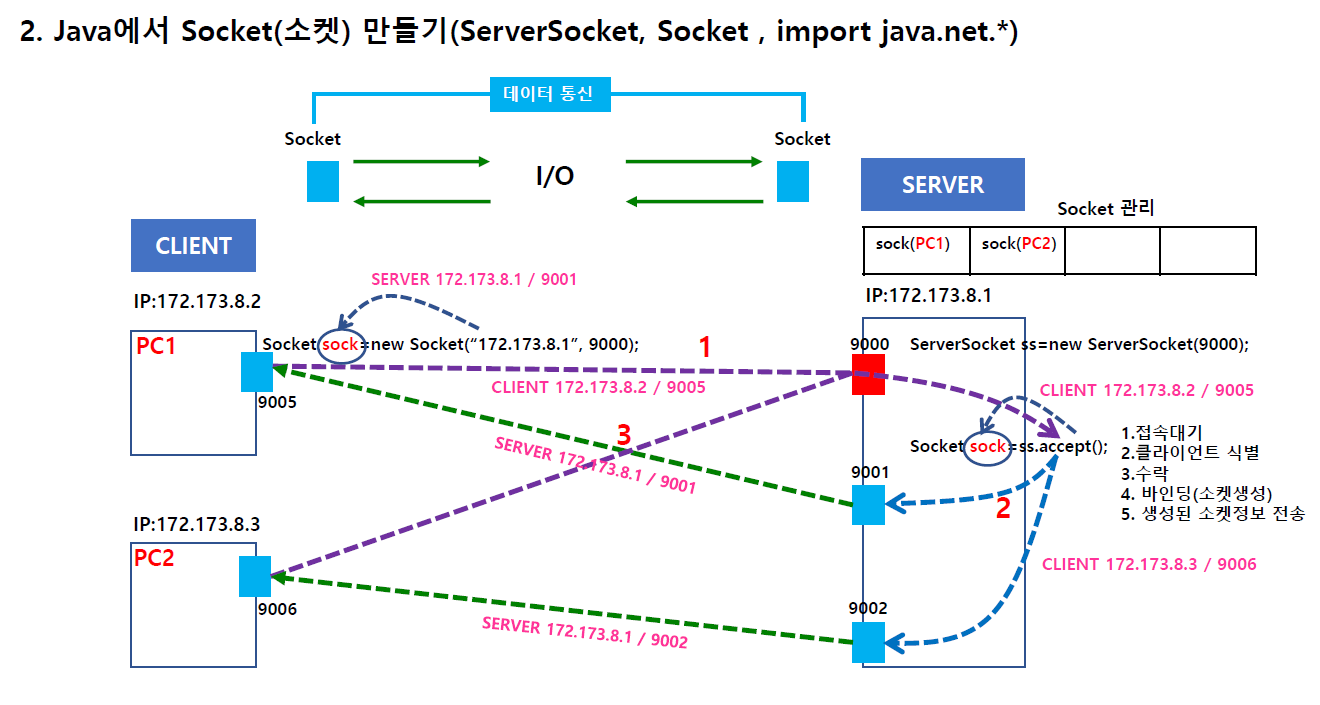 2. Java에서 Socket(소켓) 만들기(ServerSocket, Socket , import java.net.*)
데이터 통신
Socket
Socket
I/O
SERVER
Socket 관리
sock(PC1)
sock(PC2)
CLIENT
SERVER 172.173.8.1 / 9001
IP:172.173.8.2
IP:172.173.8.1
PC1
Socket sock=new Socket(“172.173.8.1”, 9000);
1
9000
ServerSocket ss=new ServerSocket(9000);
CLIENT 172.173.8.2 / 9005
CLIENT 172.173.8.2 / 9005
9005
3
SERVER 172.173.8.1 / 9001
Socket sock=ss.accept();
1.접속대기
2.클라이언트 식별
3.수락
4. 바인딩(소켓생성)
5. 생성된 소켓정보 전송
9001
2
IP:172.173.8.3
PC2
CLIENT 172.173.8.3 / 9006
9006
9002
SERVER 172.173.8.1 / 9002